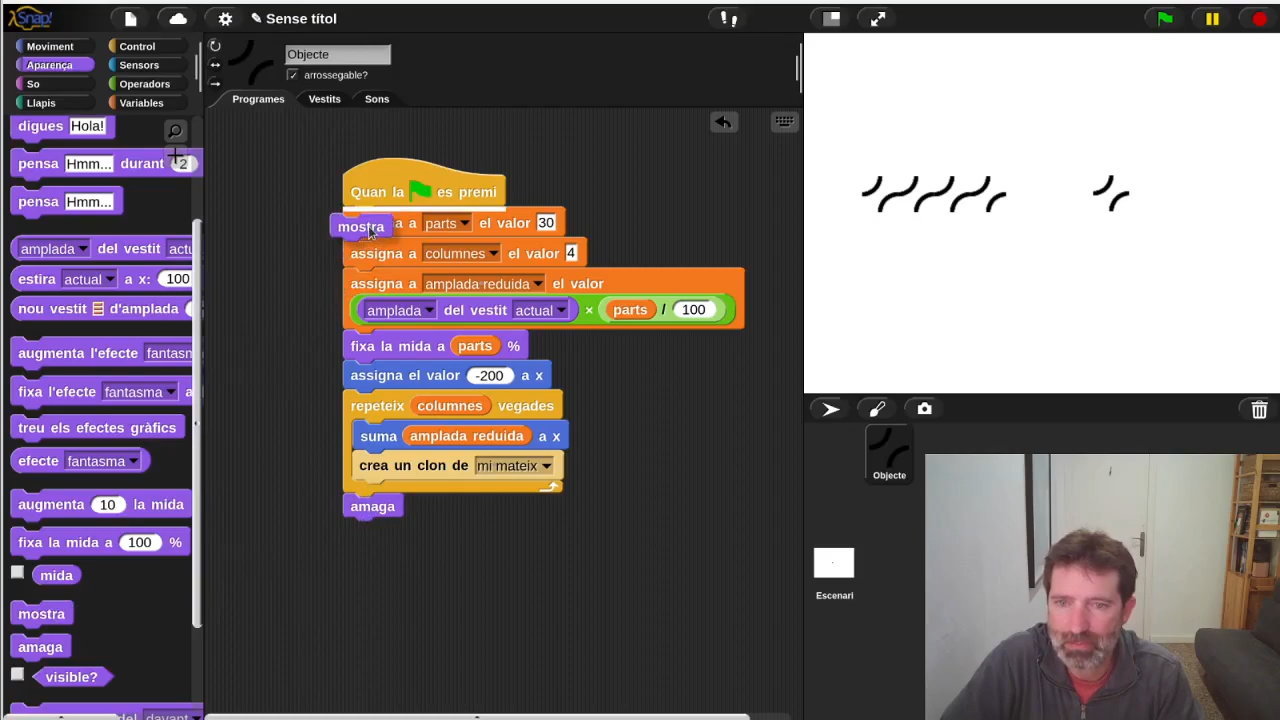 Snap!
Sense títol
Moviment
Control
Aparença
Sensors
So
Operadors
Llapis
Variables
Objecte
arrossegable?
Programes
Vestits
Sons
digues Hola!
pensa Hmm... durant 2
pensa Hmm...
amplada del vestit actu
estira actual a x: 100
nou vestit d'amplada
augmenta l'efecte fantasm
fixa l'efecte fantasma a
treu els efectes gràfics
efecte fantasma
augmenta 10 la mida
fixa la mida a 100 %
mida
mostra
amaga
visible?
Quan la es premi
mostra
a a parts el valor 30
assigna a columnes el valor 4
assigna a amplada reduida el valor
amplada del vestit actual × parts / 100
fixa la mida a parts %
assigna el valor -200 a x
repeteix columnes vegades
suma amplada reduida a x
crea un clon de mi mateix
amaga
Objecte
Escenari